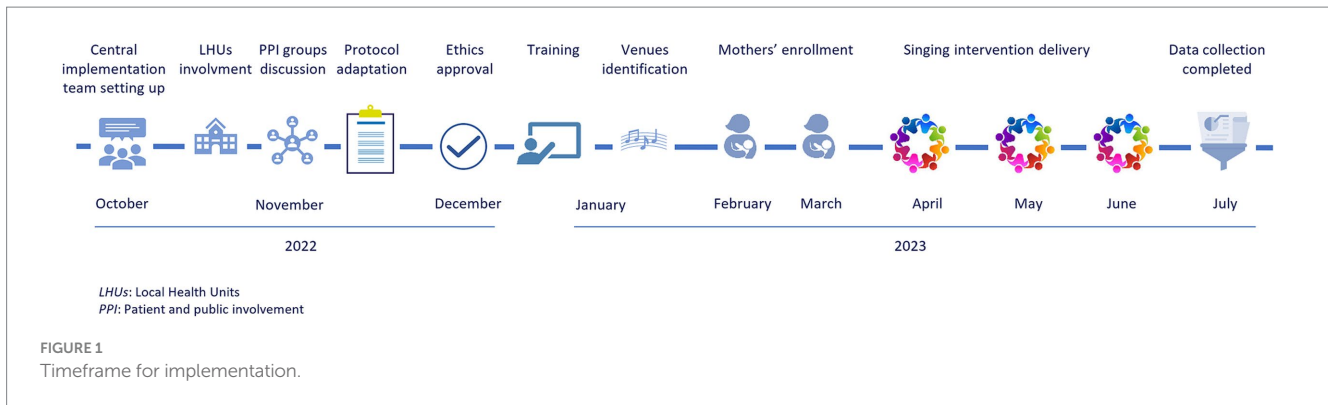 Central
implementation
team setting up
LHUs
involvment
PPI groups
discussion
Protocol
adaptation
Ethics
approval
Training
Venues
identification
Mothers' enrollment
Singing intervention delivery
Data collection
completed
October
November
December
January
February
March
April
May
June
July
2022
2023
LHUs: Local Health Units
PPI: Patient and public involvement
FIGURE 1
Timeframe for implementation.